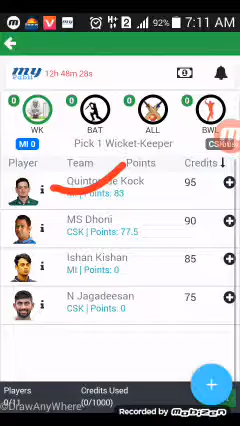 92% 7:11 AM
my 12h 48m 28s
0 0 0 0
WK BAT ALL BWL
MI 0 Pick 1 Wicket-Keeper
Player Team Points Credits
Quinton de Kock 95
MI | Points: 83
MS Dhoni 90
CSK | Points: 77.5
Ishan Kishan 85
MI | Points: 0
N Jagadeesan 75
CSK | Points: 0
Players Credits Used
0/11 (0/1000)
©DrawAnyWhere
Recorded by Mobizen